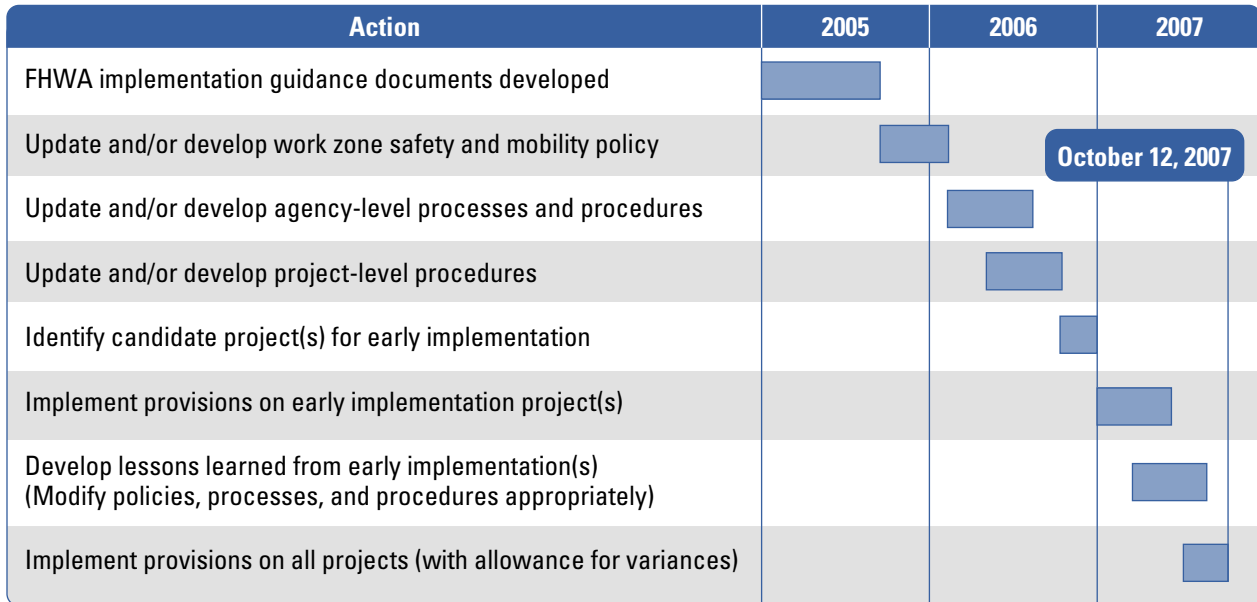 Action 2005 2006 2007
FHWA implementation guidance documents developed
Update and/or develop work zone safety and mobility policy
October 12, 2007
Update and/or develop agency-level processes and procedures
Update and/or develop project-level procedures
Identify candidate project(s) for early implementation
Implement provisions on early implementation project(s)
Develop lessons learned from early implementation(s)
(Modify policies, processes, and procedures appropriately)
Implement provisions on all projects (with allowance for variances)